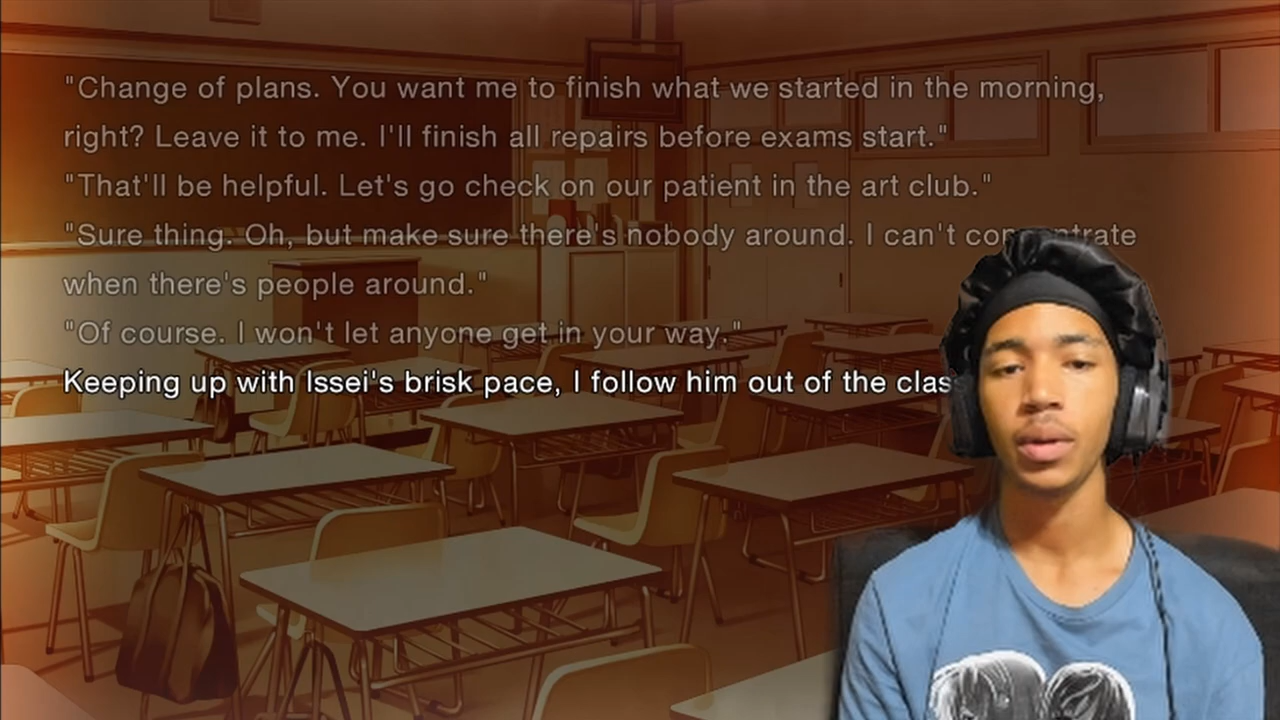 "Change of plans. You want me to finish what we started in the morning,
right? Leave it to me. I'll finish all repairs before exams start."
"That'll be helpful. Let's go check on our patient in the art club."
"Sure thing. Oh, but make sure there's nobody around. I can't
when there's people around."
"Of course. I won't let anyone get in your way."
Keeping up with Issei's brisk pace, I follow him out of the